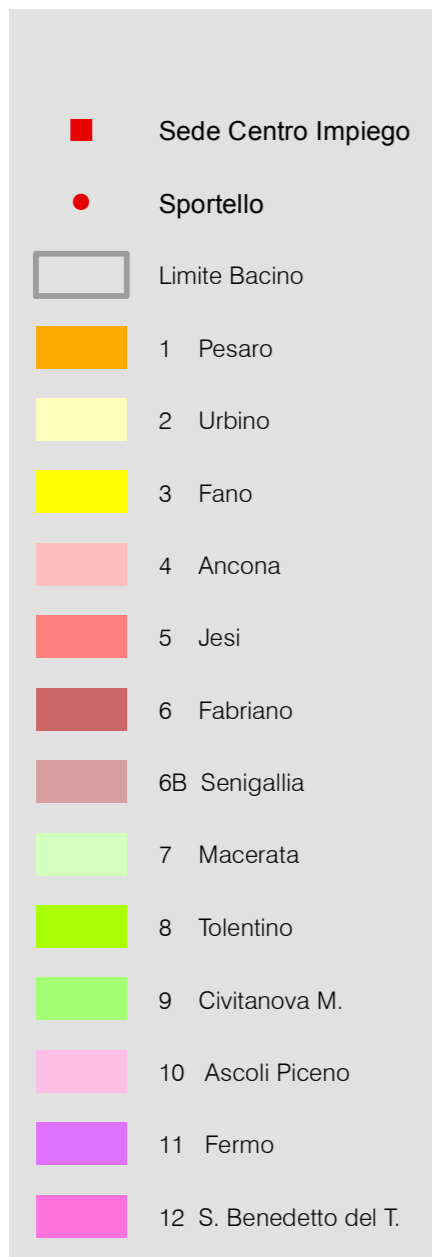 Sede Centro Impiego
Sportello
Limite Bacino
1 Pesaro
2 Urbino
3 Fano
4 Ancona
5 Jesi
6 Fabriano
6B Senigallia
7 Macerata
8 Tolentino
9 Civitanova M.
10 Ascoli Piceno
11 Fermo
12 S. Benedetto del T.